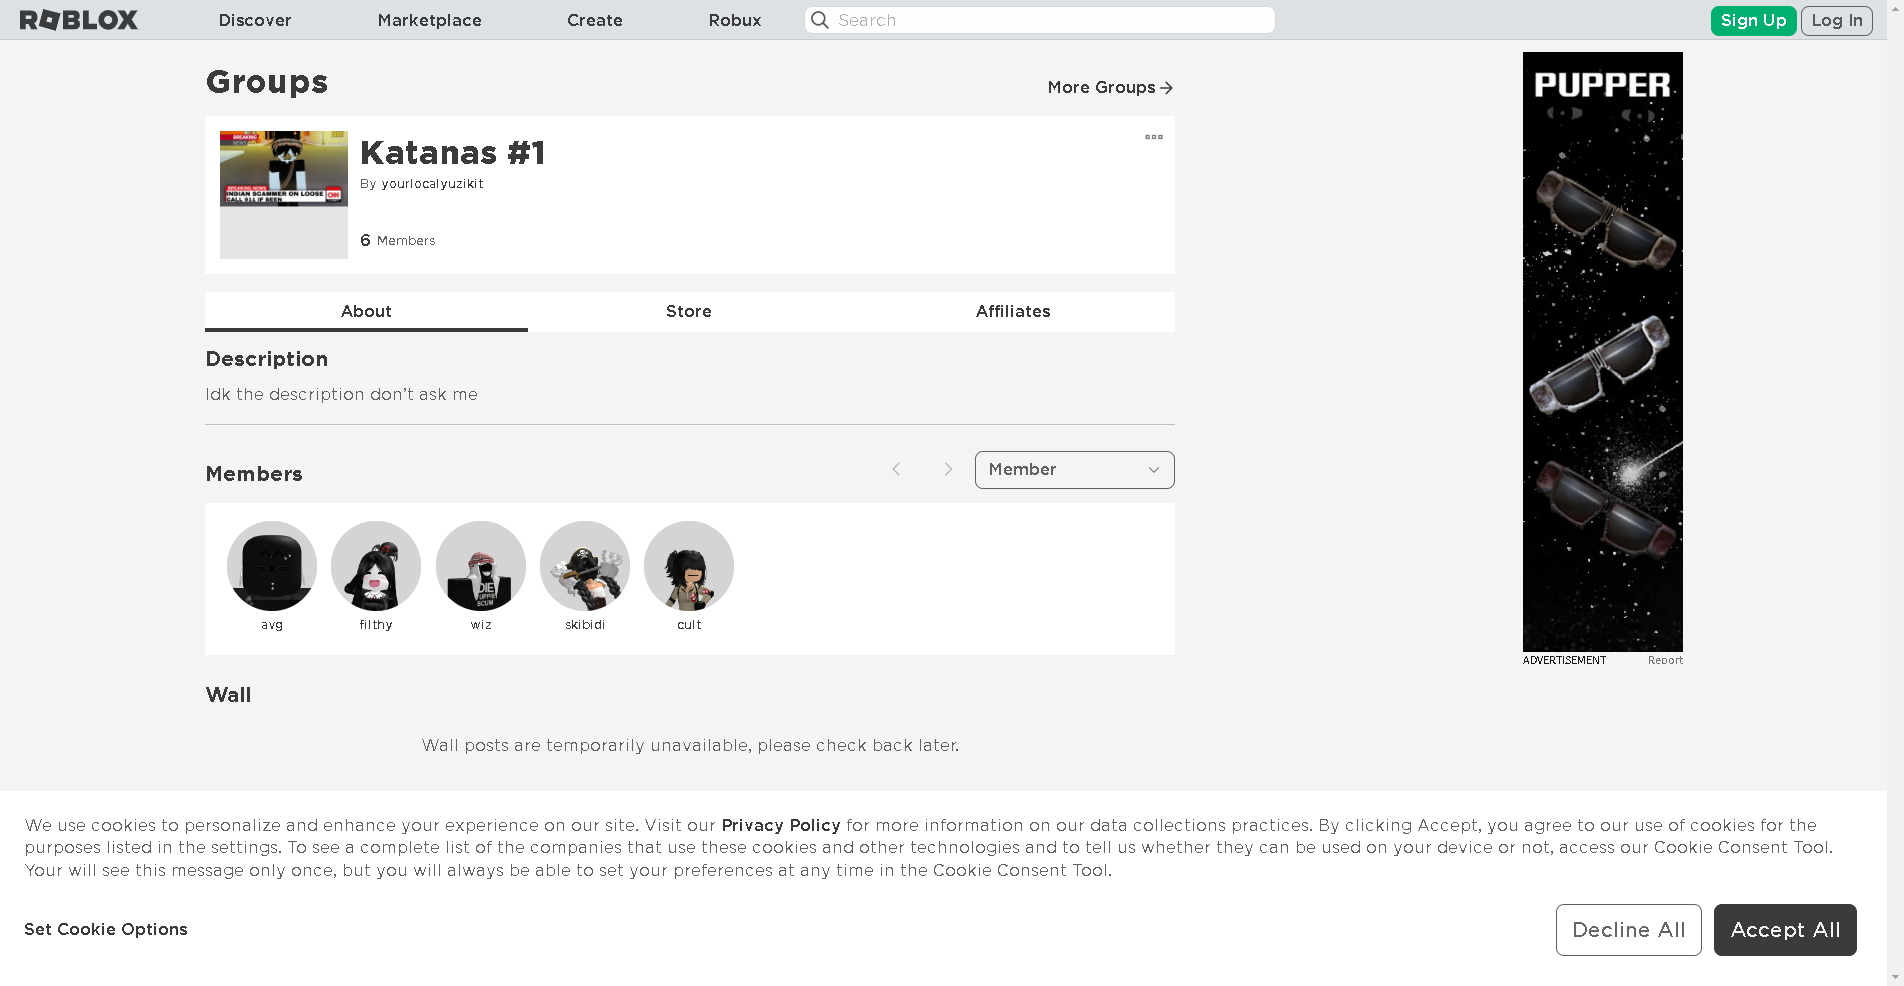 ROBLOX Discover Marketplace Create Robux Search Sign Up Log In
Groups
More Groups
BREAKING
BREAKING NEWS
INDIAN SCAMMER ON LOOSE
CALL 911 IF SEEN
CNN
Katanas #1
By yourlocalyuzikit
6 Members
About Store Affiliates
Description
Idk the description don't ask me
Members
Member
DIE
SCUM
avg filthy wiz skibidi cult
Wall
Wall posts are temporarily unavailable, please check back later.
PUPPER
ADVERTISEMENT Report
We use cookies to personalize and enhance your experience on our site. Visit our Privacy Policy for more information on our data collections practices. By clicking Accept, you agree to our use of cookies for the
purposes listed in the settings. To see a complete list of the companies that use these cookies and other technologies and to tell us whether they can be used on your device or not, access our Cookie Consent Tool.
Your will see this message only once, but you will always be able to set your preferences at any time in the Cookie Consent Tool.
Set Cookie Options
Decline All Accept All